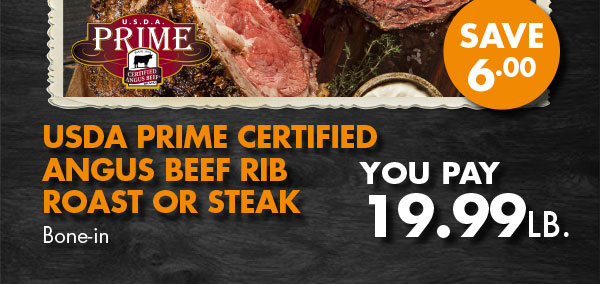 U.S.D.A.
PRIME
CERTIFIED
ANGUS BEEF
SAVE
6.00
USDA PRIME CERTIFIED
ANGUS BEEF RIB
ROAST OR STEAK
Bone-in
YOU PAY
19.99LB.